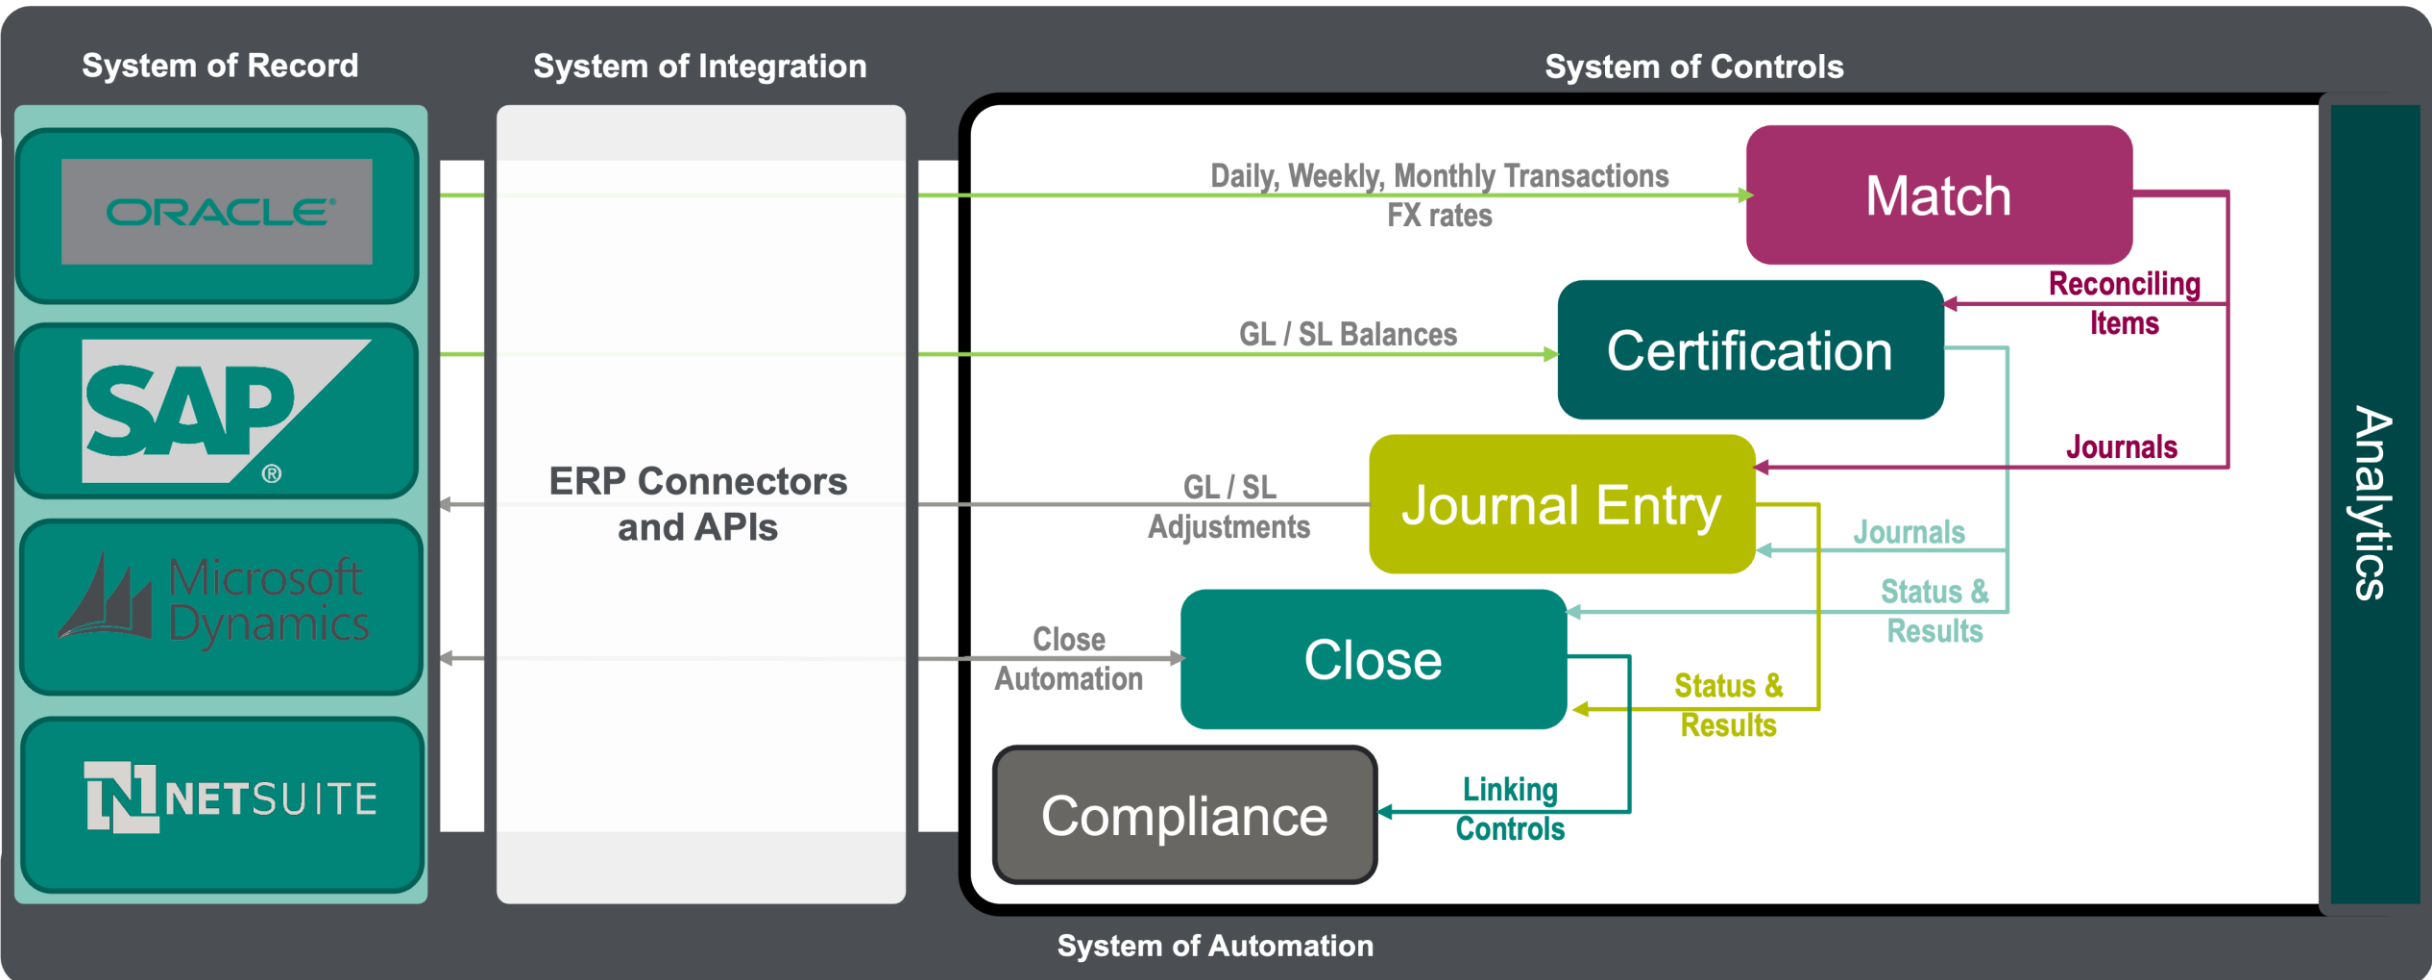 System of Record
System of Integration
System of Controls
ORACLE®
SAP
®
Microsoft
Dynamics
NETSUITE
ERP Connectors
and APIs
Daily, Weekly, Monthly Transactions
FX rates
Match
Reconciling
Items
GL / SL Balances
Certification
Journals
GL / SL
Adjustments
Journal Entry
Journals
Status &
Results
Close
Automation
Close
Status &
Results
Compliance
Linking
Controls
Analytics
System of Automation